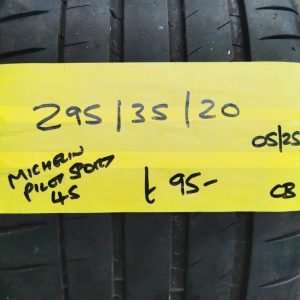 295/35/20
05/25
MICHELIN
PILOT SPORT
4S
£ 95-
CB